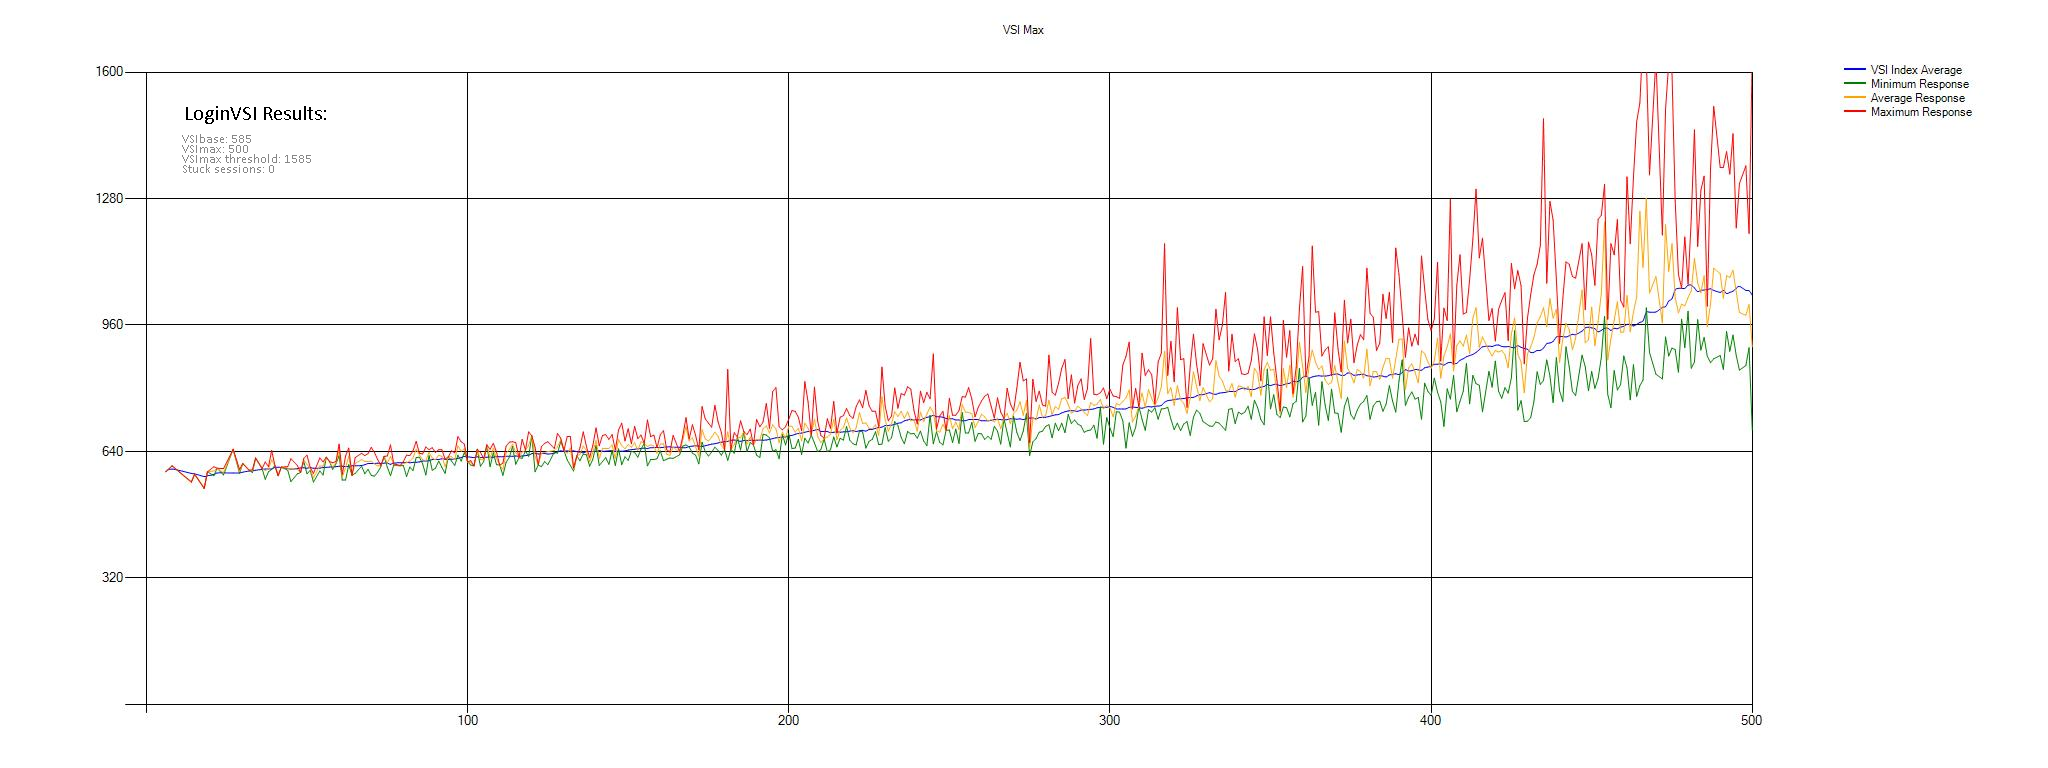 VSI Max
1600
1280
960
640
320
100
200
300
400
500
LoginVSI Results:
VSIbase: 585
VSImax: 500
VSImax threshold: 1585
Stuck sessions: 0
VSI Index Average
Minimum Response
Average Response
Maximum Response